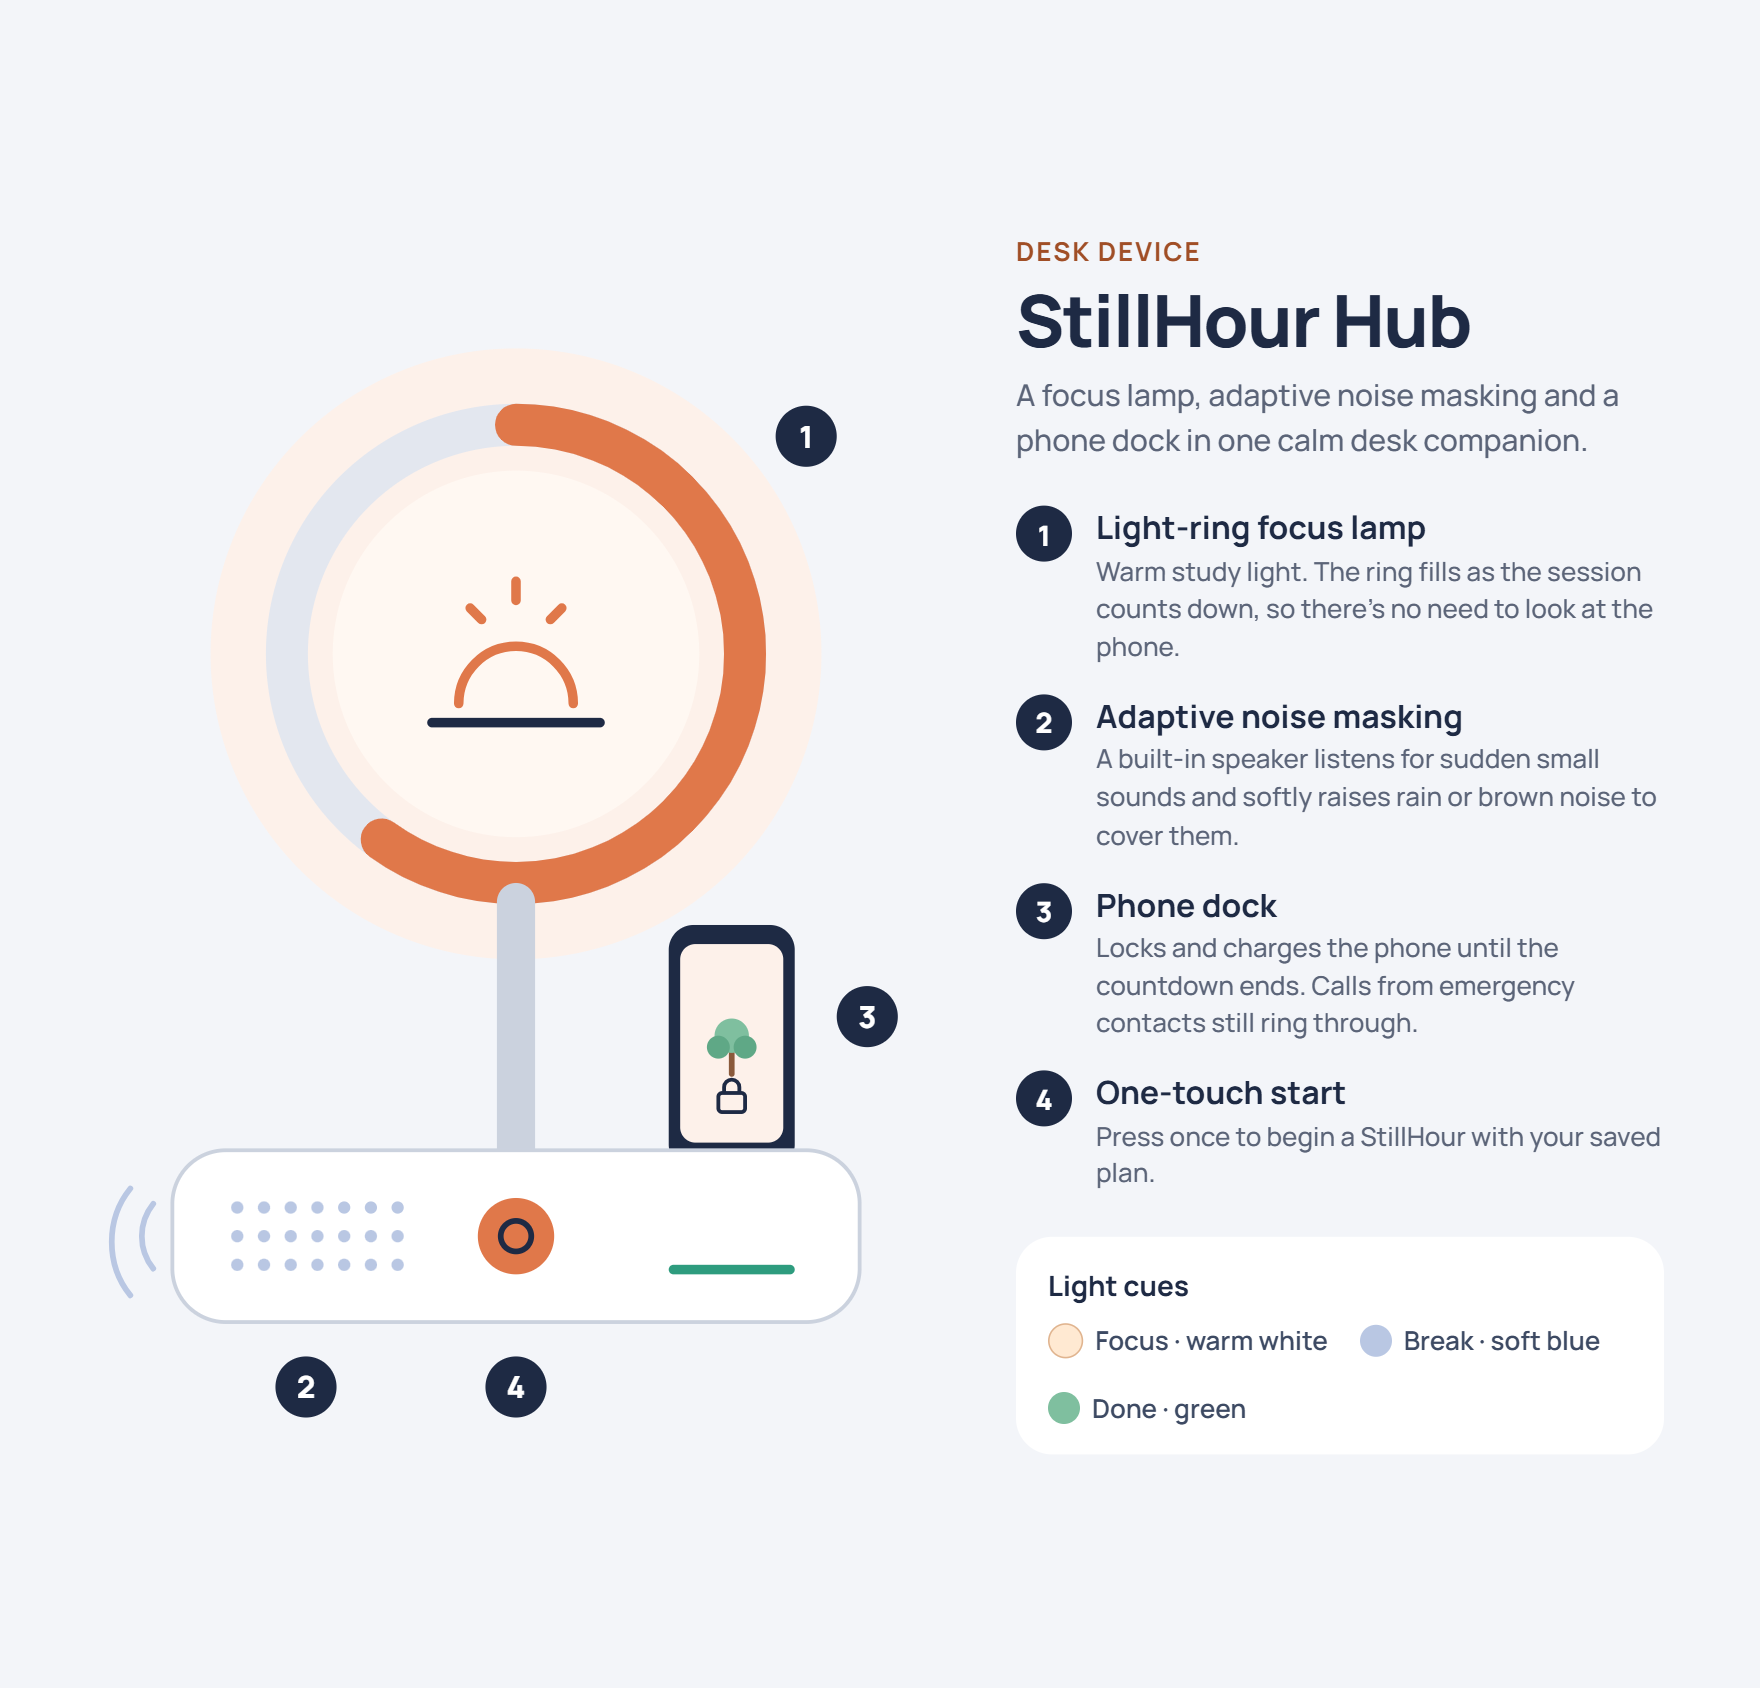 DESK DEVICE
StillHour Hub
A focus lamp, adaptive noise masking and a
phone dock in one calm desk companion.
1
1
Light-ring focus lamp
Warm study light. The ring fills as the session
counts down, so there’s no need to look at the
phone.
2
Adaptive noise masking
A built-in speaker listens for sudden small
sounds and softly raises rain or brown noise to
cover them.
3
3
Phone dock
Locks and charges the phone until the
countdown ends. Calls from emergency
contacts still ring through.
4
One-touch start
Press once to begin a StillHour with your saved
plan.
Light cues
Focus · warm white
Break · soft blue
Done · green
2
4